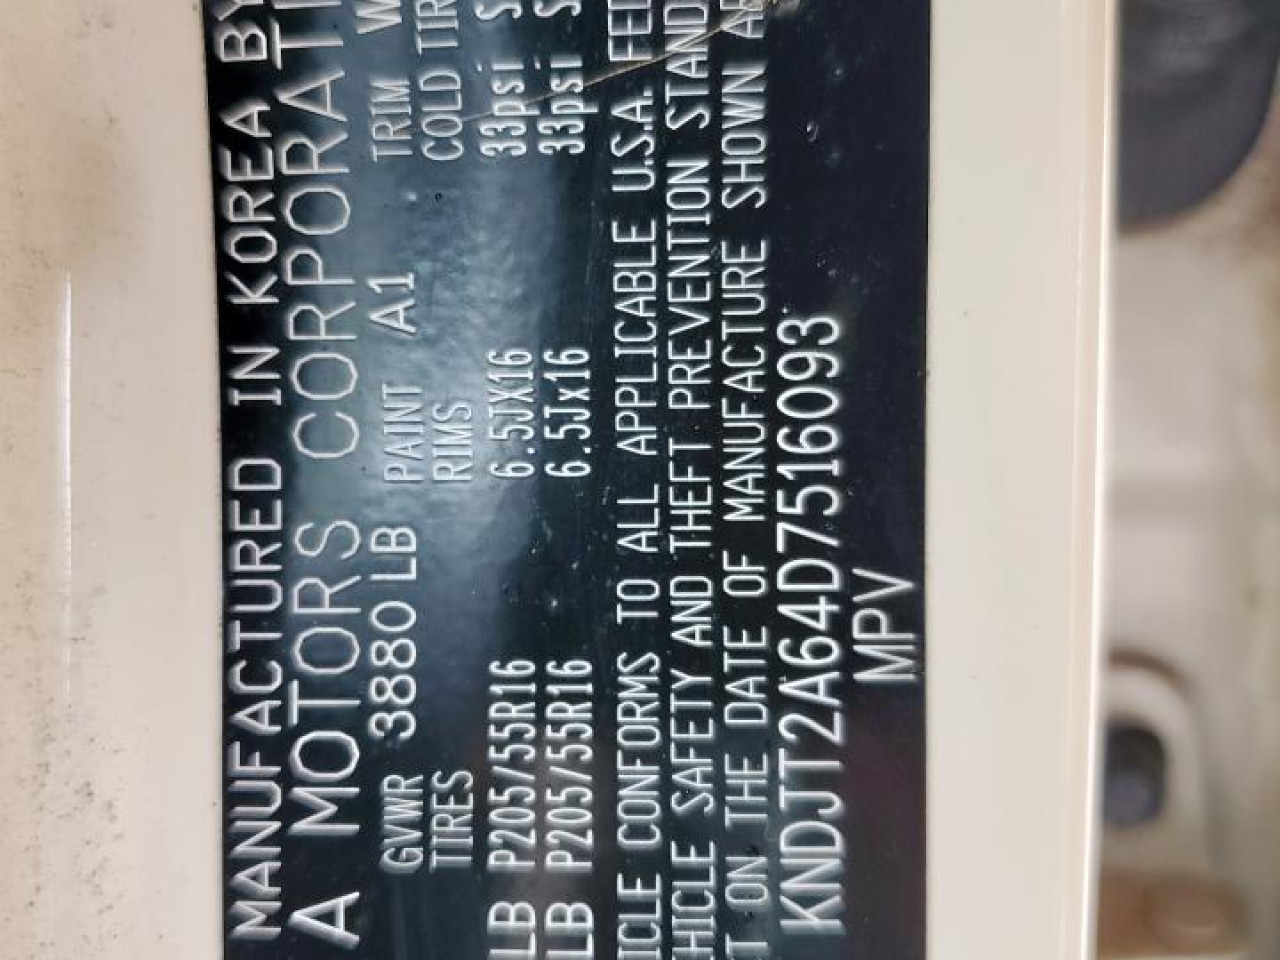 MANUFACTURED IN KOREA BY
A MOTORS CORPORATI
GVWR 3880LB PAINT A1 TRIM W
TIRES RIMS COLD TIR
LB P205/55R16 6.5JX16 33psi S
LB P205/55R16 6.5Jx16 33psi S
ICLE CONFORMS TO ALL APPLICABLE U.S.A. FED
HICLE SAFETY AND THEFT PREVENTION STAND
T ON THE DATE OF MANUFACTURE SHOWN AB
KNDJT2A64D7516093
MPV